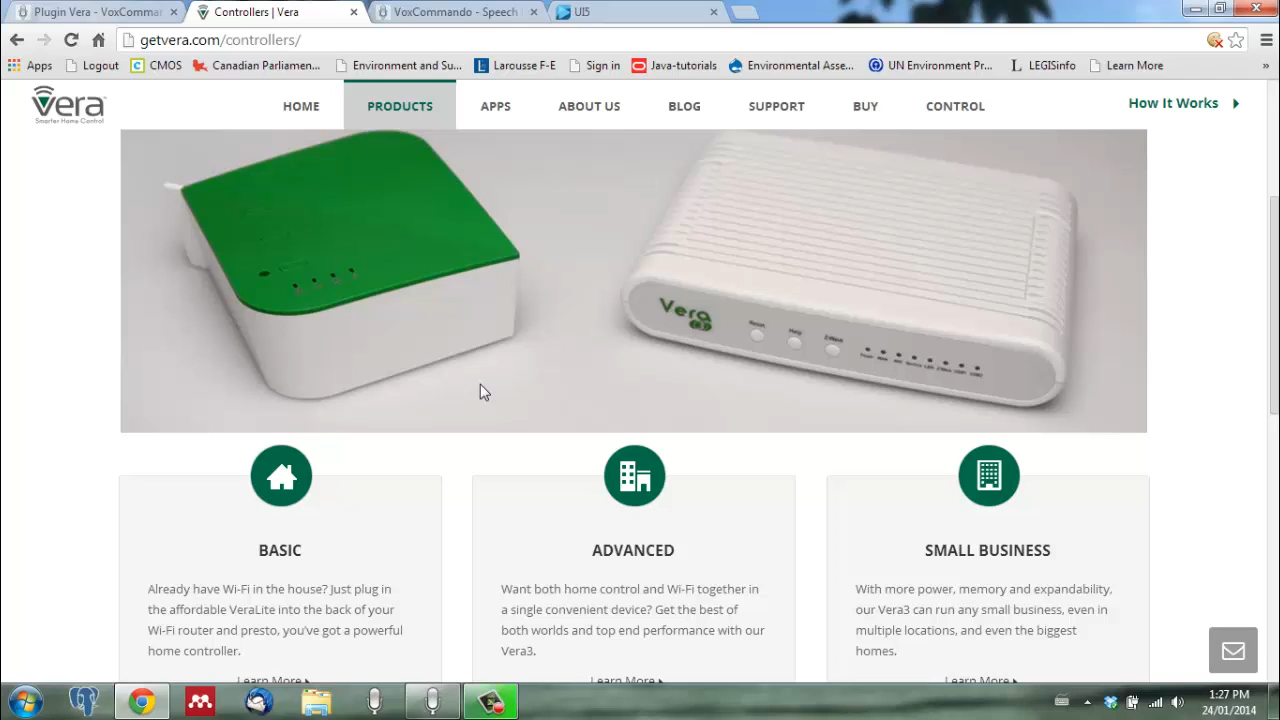 Plugin Vera - VoxComman
Controllers | Vera
VoxCommando - Speech
UI5
getvera.com/controllers/
Apps
Logout
CMOS
Canadian Parliamen...
Environment and Su...
Larousse F-E
Sign in
Java-tutorials
Environmental Asse...
UN Environment Pr...
LEGISinfo
Learn More
»
Vera
Smarter Home Control
HOME
PRODUCTS
APPS
ABOUT US
BLOG
SUPPORT
BUY
CONTROL
How It Works
Vera 3
Reset
Help
Z-Wave
BASIC
Already have Wi-Fi in the house? Just plug in
the affordable VeraLite into the back of your
Wi-Fi router and presto, you've got a powerful
home controller.
Learn More
ADVANCED
Want both home control and Wi-Fi together in
a single convenient device? Get the best of
both worlds and top end performance with our
Vera3.
Learn More
SMALL BUSINESS
With more power, memory and expandability,
our Vera3 can run any small business, even in
multiple locations, and even the biggest
homes.
Learn More
1:27 PM
24/01/2014